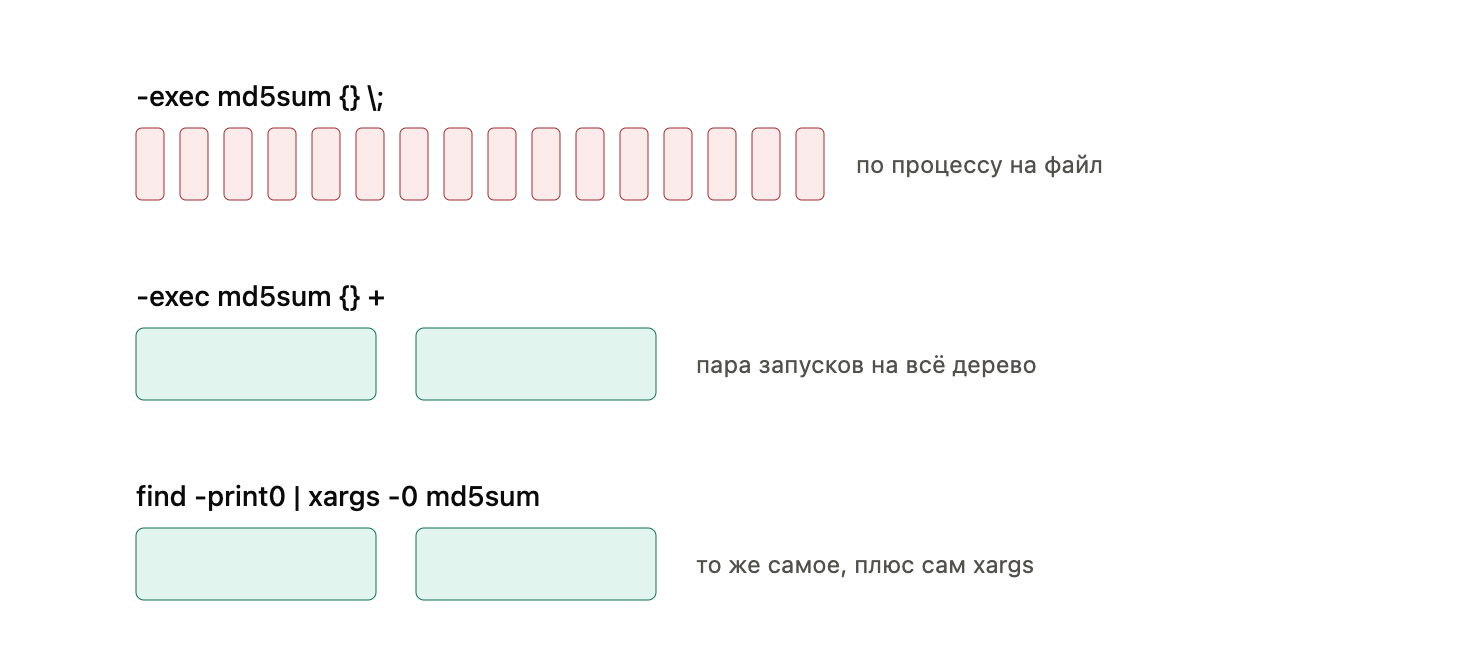 -exec md5sum {} \;
по процессу на файл
-exec md5sum {} +
пара запусков на всё дерево
find -print0 | xargs -0 md5sum
то же самое, плюс сам xargs